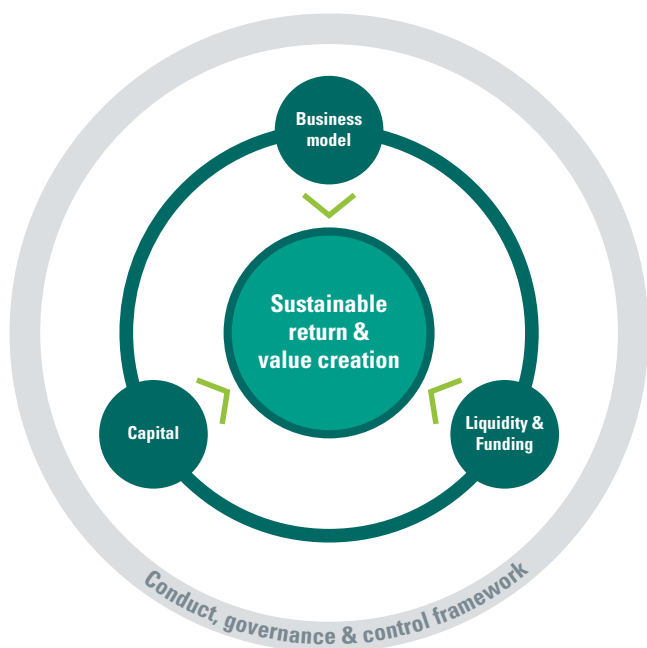 Business
model
Sustainable
return &
value creation
Capital
Liquidity &
Funding
Conduct, governance & control framework